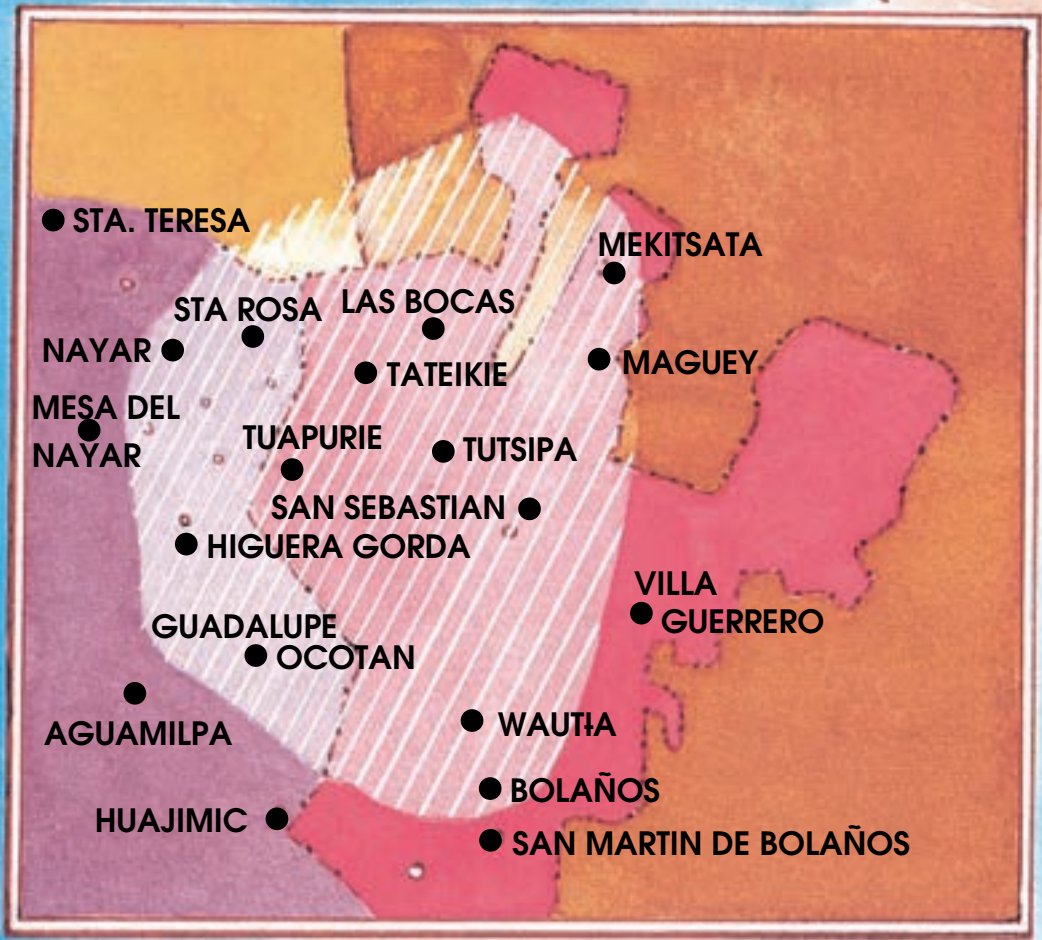 STA. TERESA
MEKITSATA
STA ROSA
LAS BOCAS
NAYAR
TATEIKIE
MAGUEY
MESA DEL
NAYAR
TUAPURIE
TUTSIPA
SAN SEBASTIAN
HIGUERA GORDA
VILLA
GUERRERO
GUADALUPE
OCOTAN
AGUAMILPA
WAUTɨA
BOLAÑOS
HUAJIMIC
SAN MARTIN DE BOLAÑOS